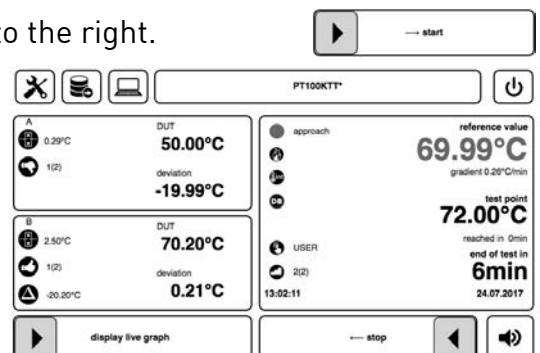 to the right.
→ start
PT100KTT*
A
DUT
0.29°C
50.00°C
1(2)
deviation
-19.99°C
B
DUT
2.50°C
70.20°C
1(2)
deviation
-20.20°C
0.21°C
approach
reference value
69.99°C
gradient 0.26°C/min
DB
test point
72.00°C
reached in 0min
USER
end of test in
2(2)
6min
13:02:11
24.07.2017
display live graph
← stop